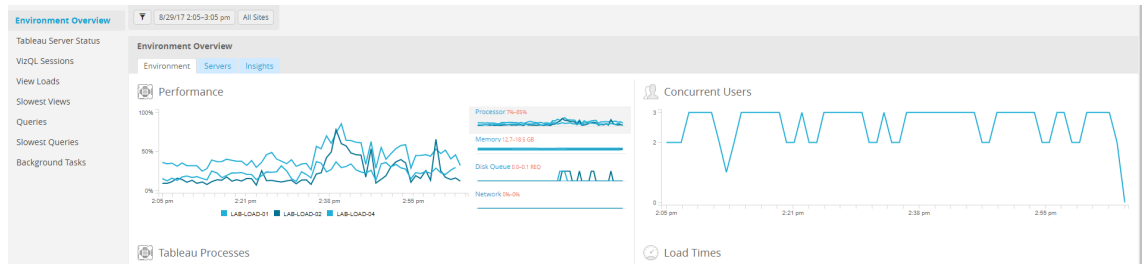 Environment Overview
Tableau Server Status
VizQL Sessions
View Loads
Slowest Views
Queries
Slowest Queries
Background Tasks
8/29/17 2:05-3:05 pm All Sites
Environment Overview
Environment Servers Insights
Performance
100%
50%
0%
2:05 pm 2:21 pm 2:38 pm 2:55 pm
LAB-LOAD-01 LAB-LOAD-02 LAB-LOAD-04
Processor 7%-85%
Memory 12.7-18.9 GB
Disk Queue 0.0-0.1 REQ
Network 0%-0%
Concurrent Users
3
2
0
2:05 pm 2:21 pm 2:38 pm 2:55 pm
Tableau Processes
Load Times